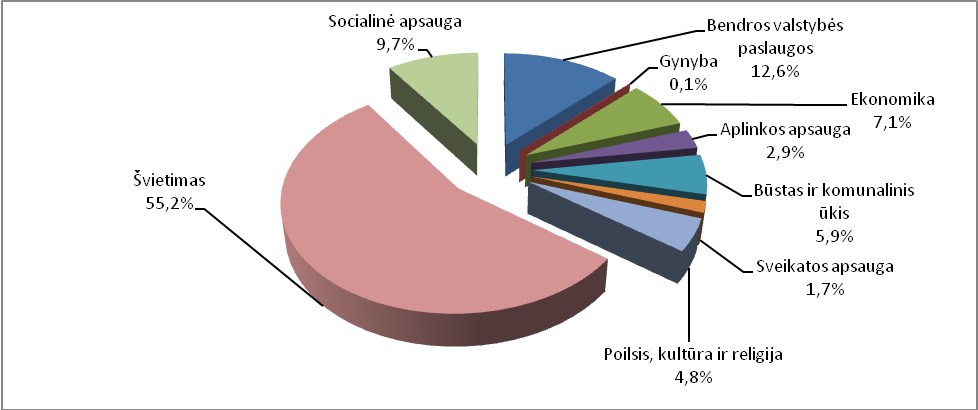 Socialinė apsauga
9,7%
Bendros valstybės
paslaugos
12,6%
Gynyba
0,1%
Ekonomika
7,1%
Aplinkos apsauga
2,9%
Būstas ir komunalinis
ūkis
5,9%
Sveikatos apsauga
1,7%
Poilsis, kultūra ir religija
4,8%
Švietimas
55,2%